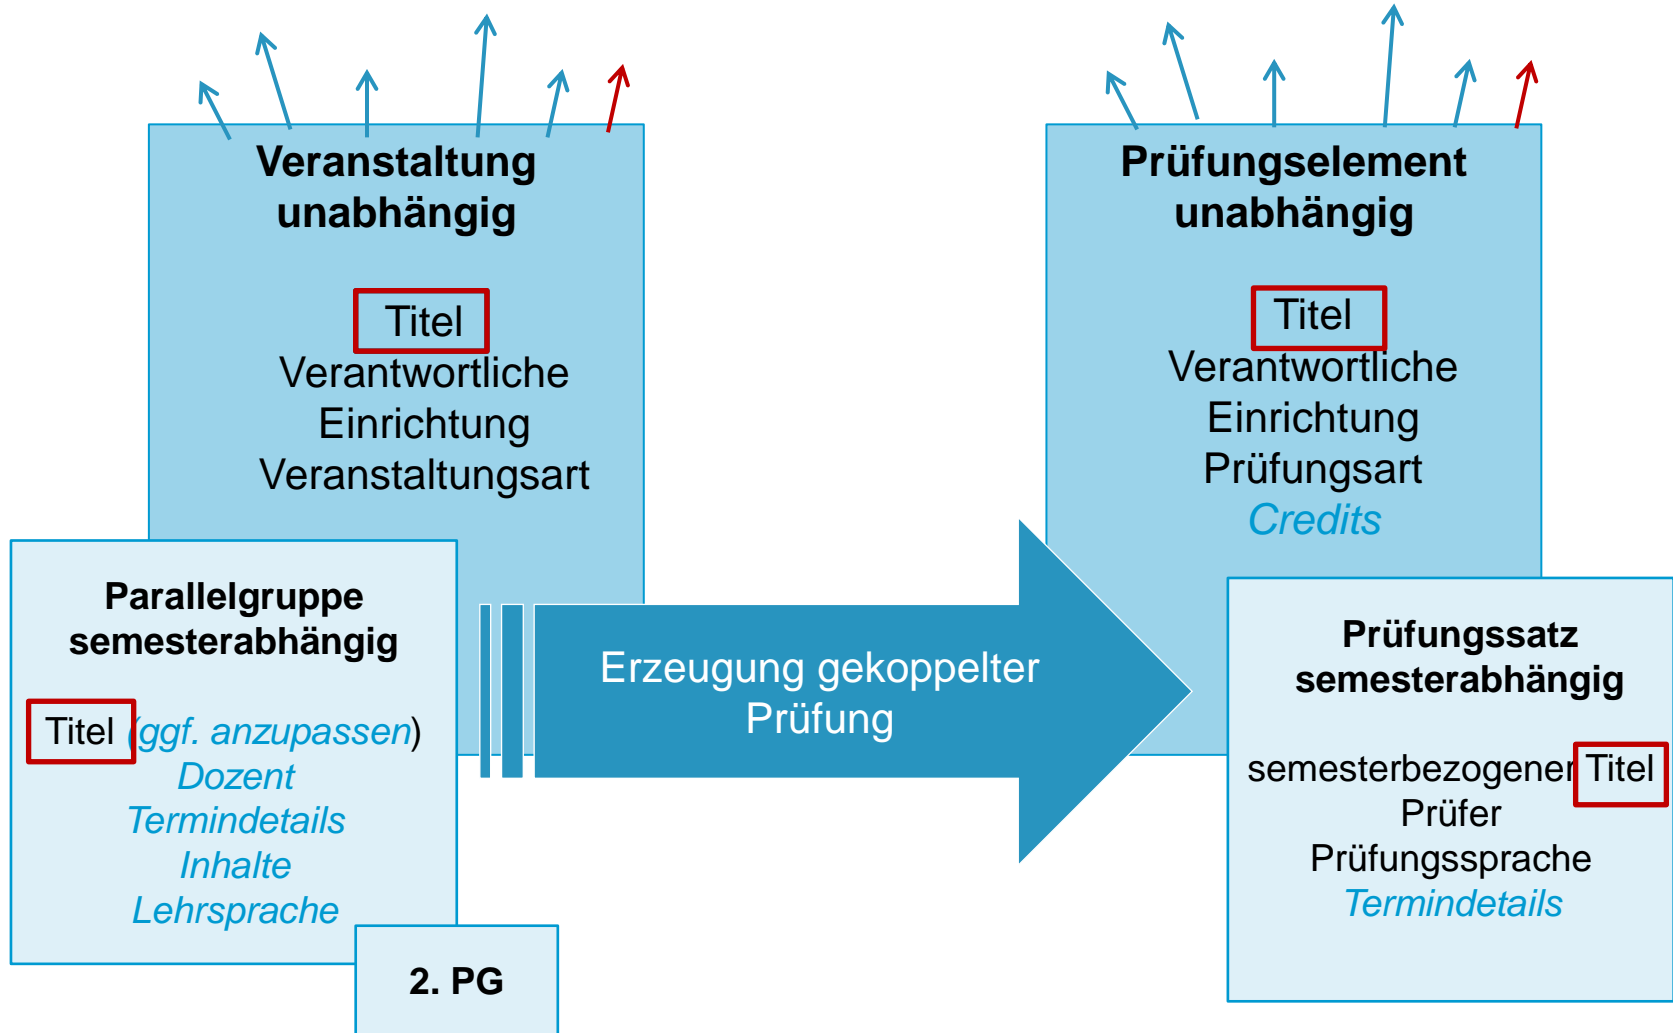 Veranstaltung
unabhängig
Titel
Verantwortliche
Einrichtung
Veranstaltungsart
Parallelgruppe
semesterabhängig
Titel (ggf. anzupassen)
Dozent
Termindetails
Inhalte
Lehrsprache
2. PG
Erzeugung gekoppelter
Prüfung
Prüfungselement
unabhängig
Titel
Verantwortliche
Einrichtung
Prüfungsart
Credits
Prüfungssatz
semesterabhängig
semesterbezogener Titel
Prüfer
Prüfungssprache
Termindetails